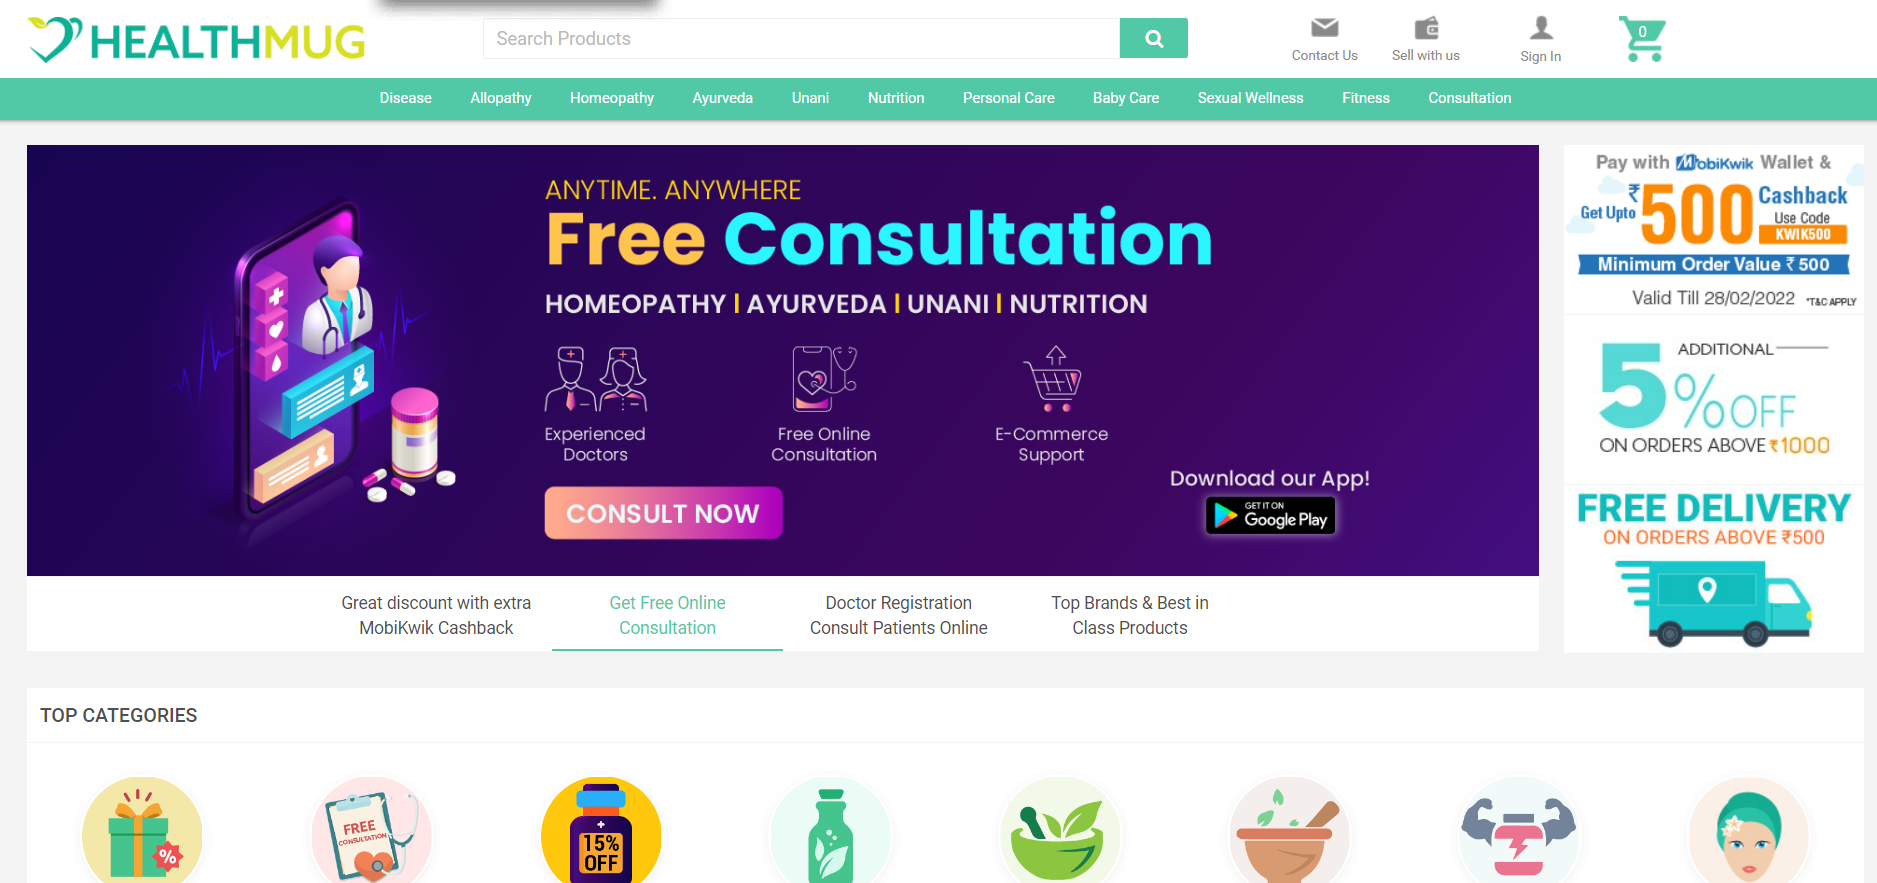 HEALTHMUG
Search Products
Contact Us
Sell with us
Sign In
0
Disease
Allopathy
Homeopathy
Ayurveda
Unani
Nutrition
Personal Care
Baby Care
Sexual Wellness
Fitness
Consultation
ANYTIME. ANYWHERE
Free Consultation
HOMEOPATHY | AYURVEDA | UNANI | NUTRITION
Experienced
Doctors
Free Online
Consultation
E-Commerce
Support
CONSULT NOW
Download our App!
GET IT ON
Google Play
Great discount with extra
MobiKwik Cashback
Get Free Online
Consultation
Doctor Registration
Consult Patients Online
Top Brands & Best in
Class Products
Pay with MobiKwik Wallet &
Get Upto ₹500 Cashback
Use Code
KWIK500
Minimum Order Value ₹ 500
Valid Till 28/02/2022 *T&C APPLY
ADDITIONAL
5% OFF
ON ORDERS ABOVE ₹1000
FREE DELIVERY
ON ORDERS ABOVE ₹500
TOP CATEGORIES
%
FREE
CONSULTATION
15%
OFF